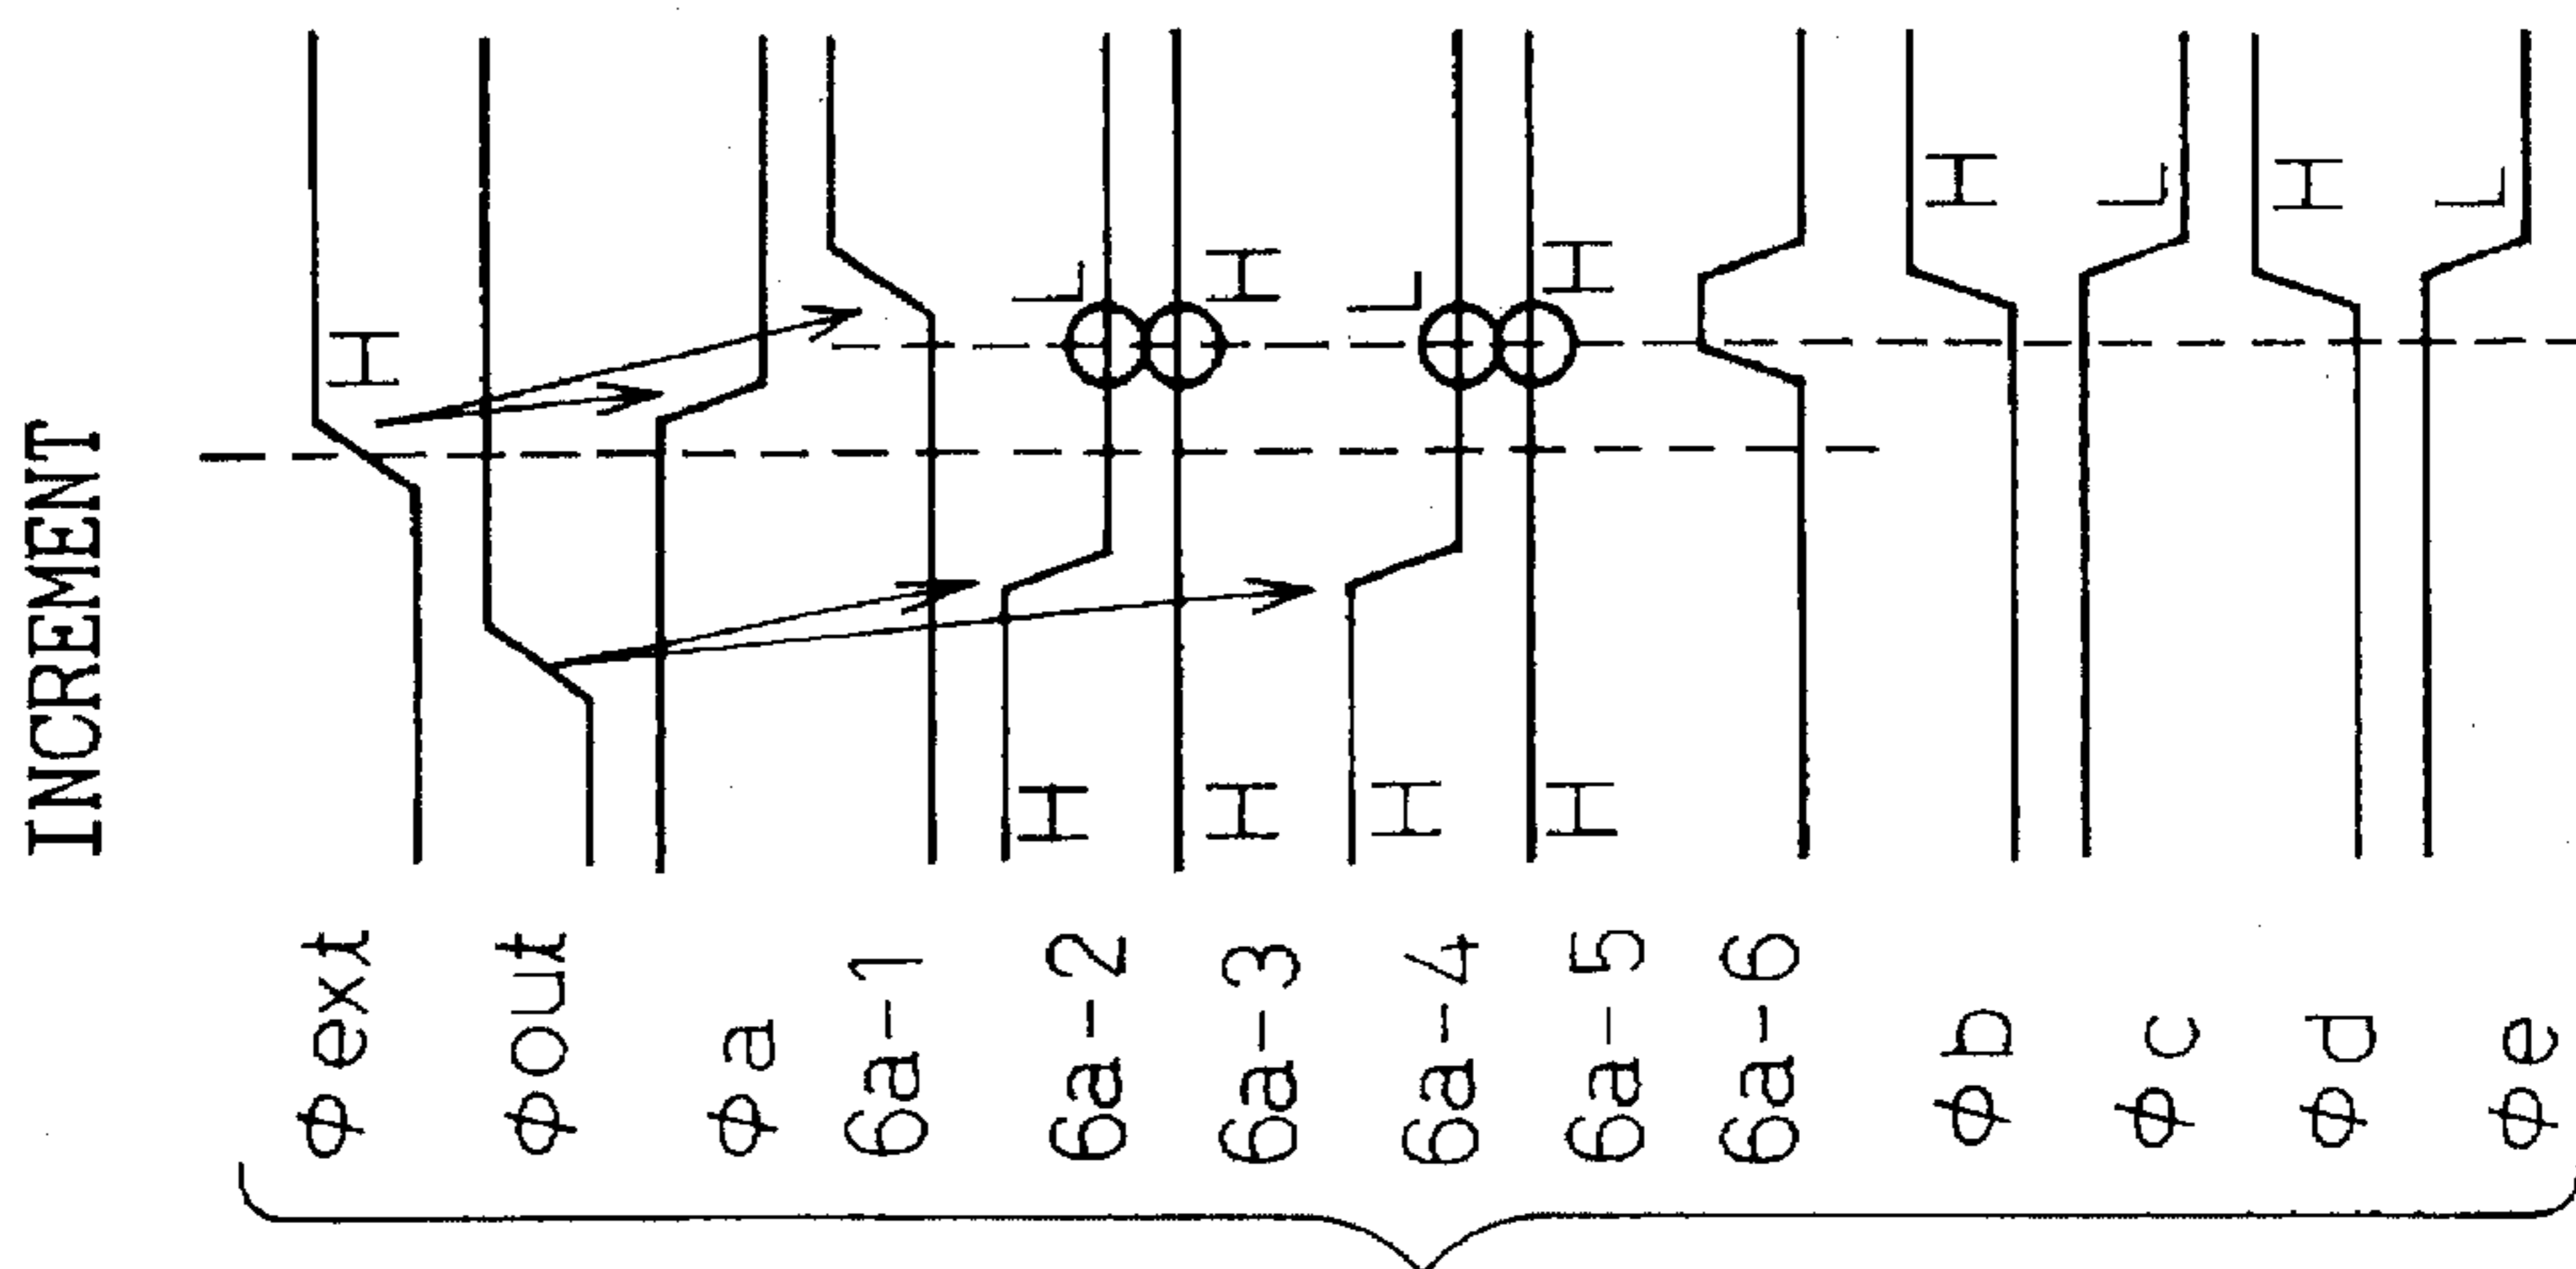 INCREMENT
φext H
φout
φa
6a-1
6a-2 H L
6a-3 H H
6a-4 H L
6a-5 H H
6a-6
φb H
φc L
φd H
φe L